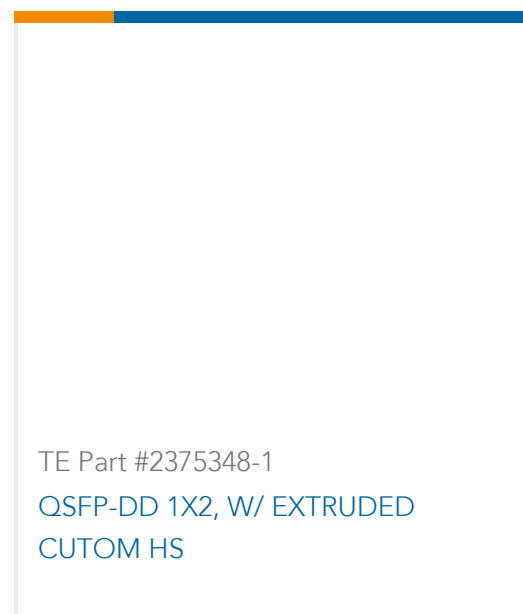 TE Part #2375348-1
QSFP-DD 1X2, W/ EXTRUDED
CUTOM HS